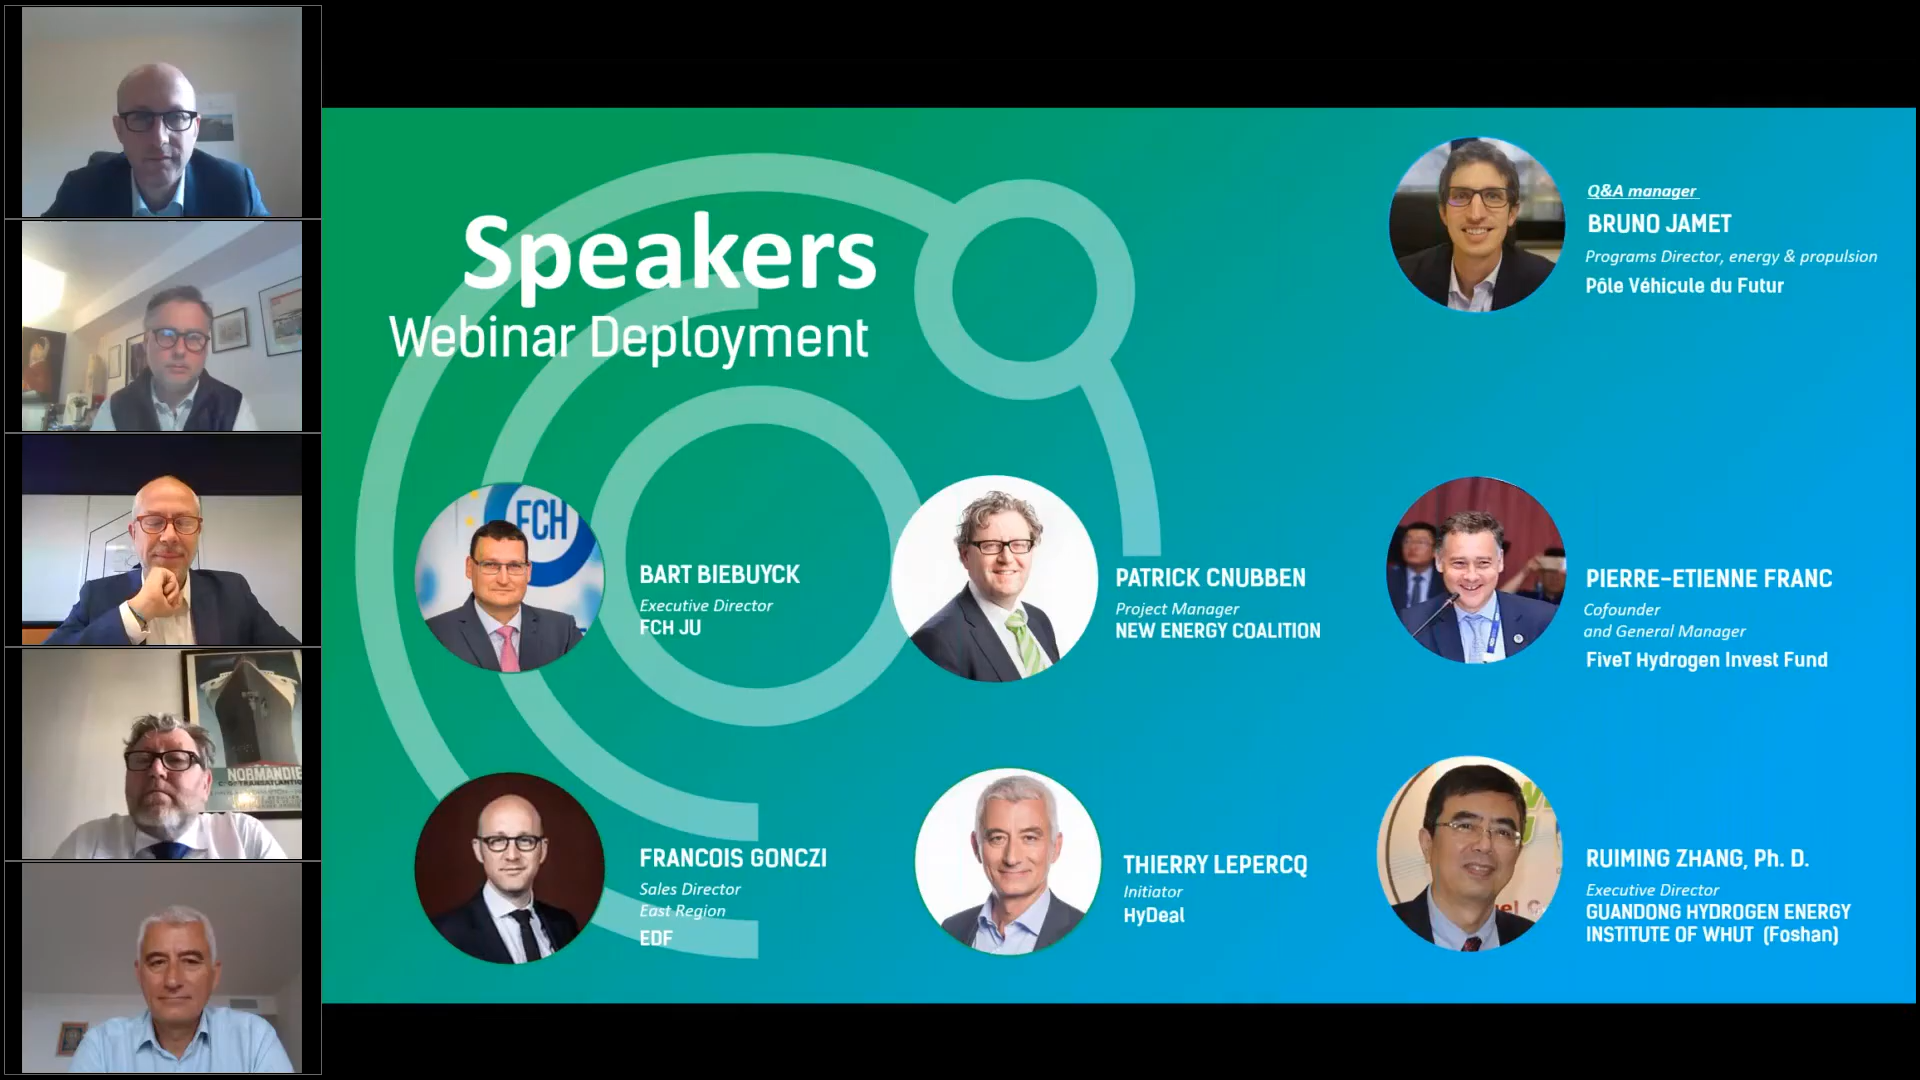 Speakers
Webinar Deployment
Q&A manager
BRUNO JAMET
Programs Director, energy & propulsion
Pôle Véhicule du Futur
FCH
BART BIEBUYCK
Executive Director
FCH JU
PATRICK CNUBBEN
Project Manager
NEW ENERGY COALITION
PIERRE-ETIENNE FRANC
Cofounder
and General Manager
FiveT Hydrogen Invest Fund
FRANCOIS GONCZI
Sales Director
East Region
EDF
THIERRY LEPERCQ
Initiator
HyDeal
RUIMING ZHANG, Ph. D.
Executive Director
GUANDONG HYDROGEN ENERGY
INSTITUTE OF WHUT (Foshan)
NORMANDIE